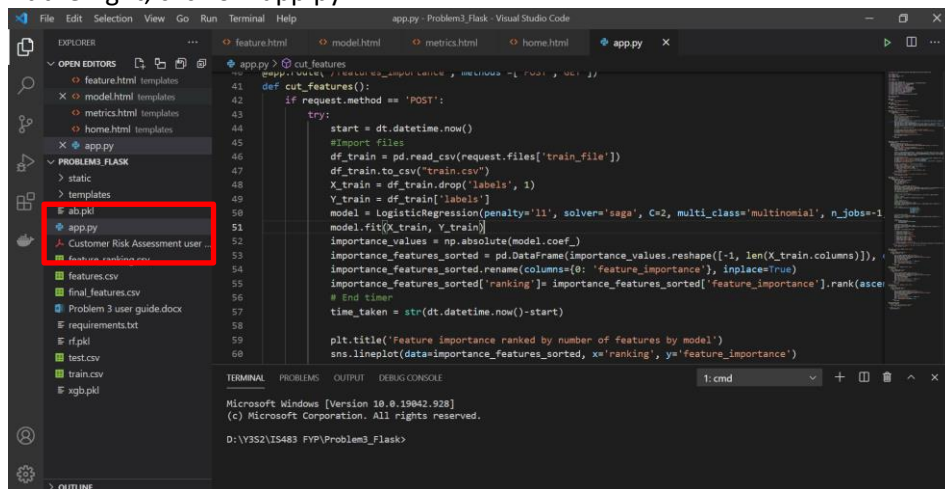 File Edit Selection View Go Run Terminal Help
app.py - Problem3_Flask - Visual Studio Code
EXPLORER
OPEN EDITORS
feature.html templates
model.html templates
metrics.html templates
home.html templates
app.py
PROBLEM3_FLASK
static
templates
ab.pkl
app.py
Customer Risk Assessment user ...
feature_ranking.csv
features.csv
final_features.csv
Problem 3 user guide.docx
requirements.txt
rf.pkl
test.csv
train.csv
xgb.pkl
OUTLINE
feature.html model.html metrics.html home.html app.py
app.py > cut_features
41 def cut_features():
42 if request.method == 'POST':
43 try:
44 start = dt.datetime.now()
45 #Import files
46 df_train = pd.read_csv(request.files['train_file'])
47 df_train.to_csv("train.csv")
48 X_train = df_train.drop('labels', 1)
49 Y_train = df_train['labels']
50 model = LogisticRegression(penalty='l1', solver='saga', C=2, multi_class='multinomial', n_jobs=-1
51 model.fit(X_train, Y_train)
52 importance_values = np.absolute(model.coef_)
53 importance_features_sorted = pd.DataFrame(importance_values.reshape([-1, len(X_train.columns)]),
54 importance_features_sorted.rename(columns={0: 'feature_importance'}, inplace=True)
55 importance_features_sorted['ranking']= importance_features_sorted['feature_importance'].rank(asce
56 # End timer
57 time_taken = str(dt.datetime.now()-start)
58
59 plt.title('Feature importance ranked by number of features by model')
60 sns.lineplot(data=importance_features_sorted, x='ranking', y='feature_importance')
TERMINAL PROBLEMS OUTPUT DEBUG CONSOLE
1: cmd
Microsoft Windows [Version 10.0.19042.928]
(c) Microsoft Corporation. All rights reserved.
D:\Y3S2\IS483 FYP\Problem3_Flask>